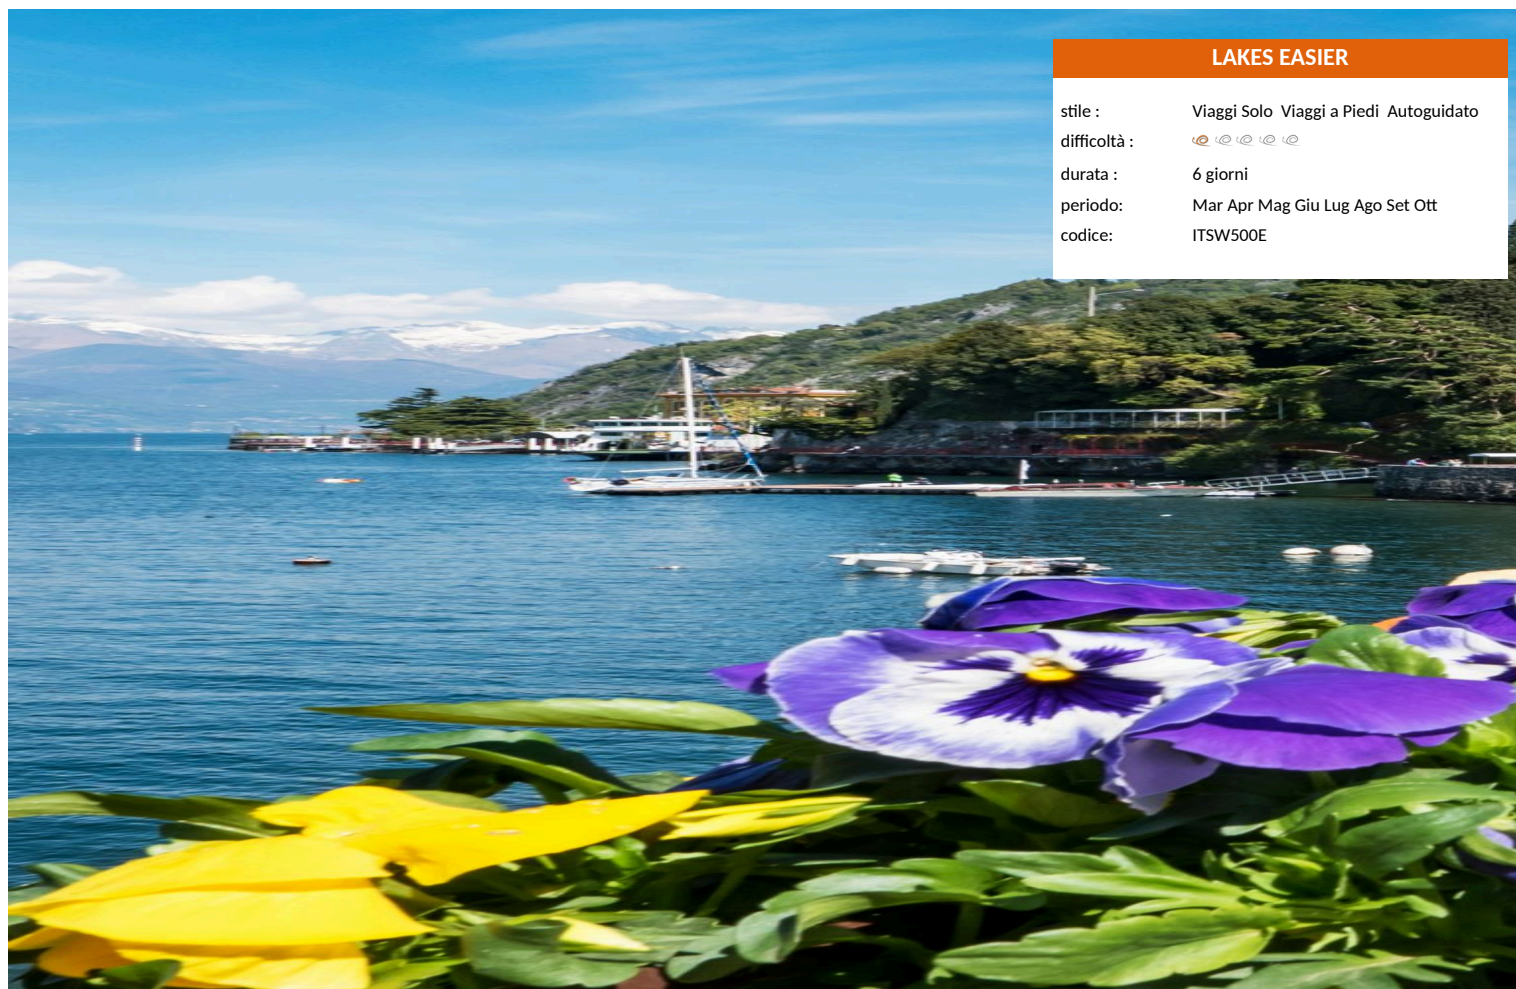 LAKES EASIER
stile : Viaggi Solo Viaggi a Piedi Autoguidato
difficoltà :
durata : 6 giorni
periodo: Mar Apr Mag Giu Lug Ago Set Ott
codice: ITSW500E